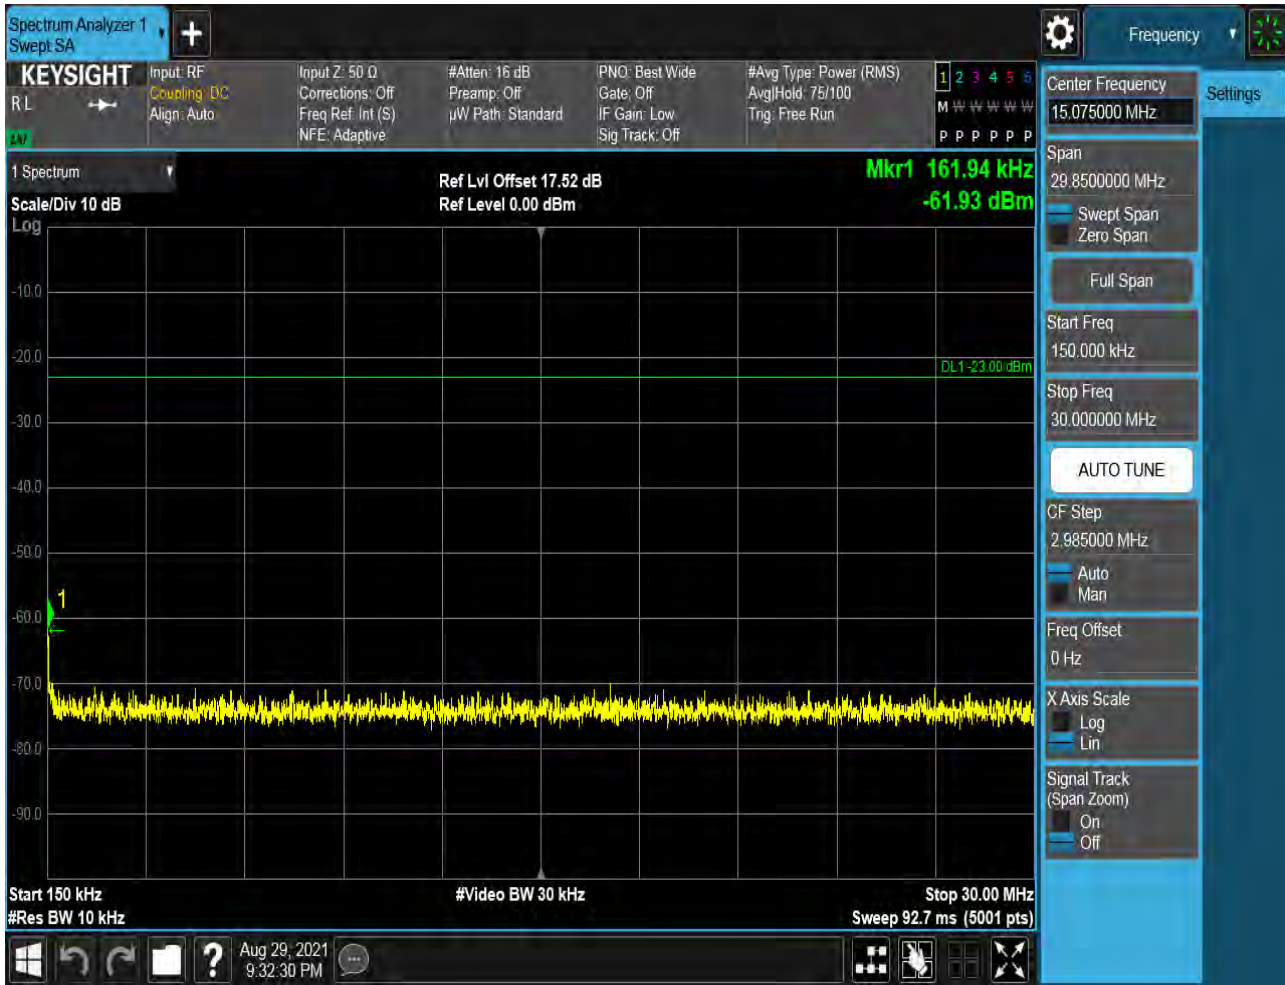 Spectrum Analyzer 1
Swept SA
Frequency
KEYSIGHT
R L
LNI
Input: RF
Coupling: DC
Align: Auto
Input Z: 50 Ω
Corrections: Off
Freq Ref: Int (S)
NFE: Adaptive
#Atten: 16 dB
Preamp: Off
µW Path: Standard
PNO: Best Wide
Gate: Off
IF Gain: Low
Sig Track: Off
#Avg Type: Power (RMS)
Avg|Hold: 75/100
Trig: Free Run
1 2 3 4 5 6
M W W W W W
P P P P P P
1 Spectrum
Scale/Div 10 dB
Log
Ref Lvl Offset 17.52 dB
Ref Level 0.00 dBm
Mkr1 161.94 kHz
-61.93 dBm
-10.0
-20.0
DL1 -23.00 dBm
-30.0
-40.0
-50.0
1
-60.0
-70.0
-80.0
-90.0
Start 150 kHz
#Res BW 10 kHz
#Video BW 30 kHz
Stop 30.00 MHz
Sweep 92.7 ms (5001 pts)
?
Aug 29, 2021
9:32:30 PM
Center Frequency
15.075000 MHz
Settings
Span
29.8500000 MHz
Swept Span
Zero Span
Full Span
Start Freq
150.000 kHz
Stop Freq
30.000000 MHz
AUTO TUNE
CF Step
2.985000 MHz
Auto
Man
Freq Offset
0 Hz
X Axis Scale
Log
Lin
Signal Track
(Span Zoom)
On
Off